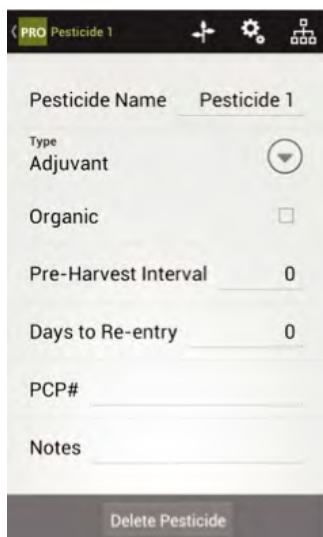 PRO Pesticide 1
Pesticide Name Pesticide 1
Type
Adjuvant
Organic
Pre-Harvest Interval 0
Days to Re-entry 0
PCP#
Notes
Delete Pesticide